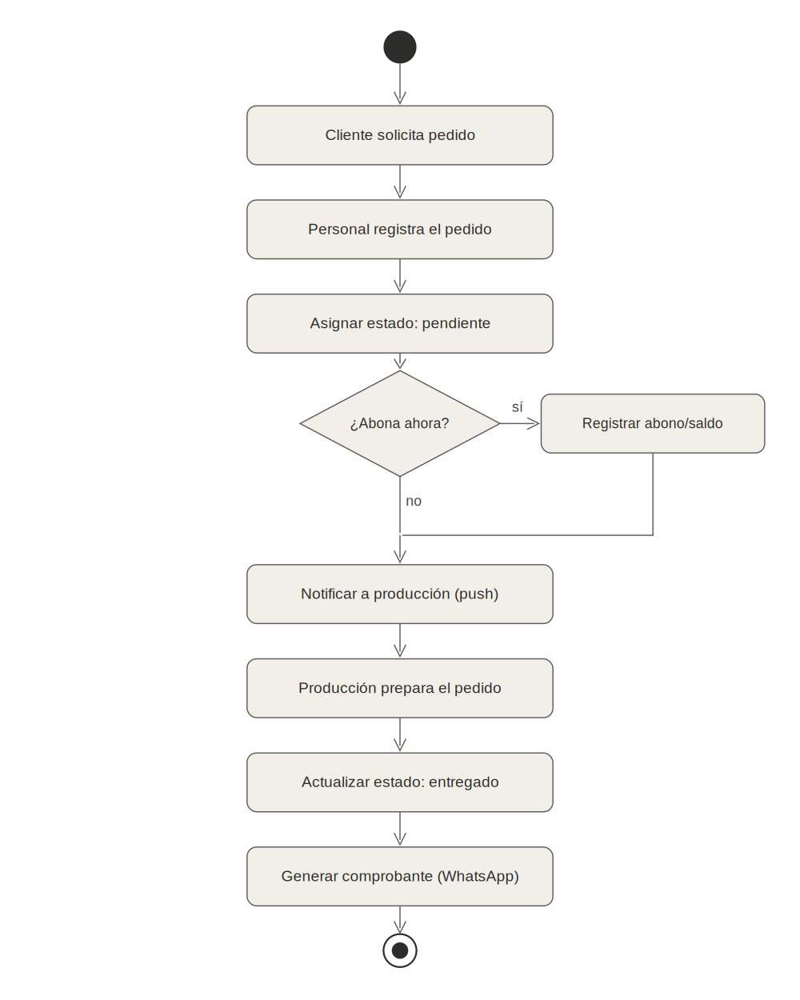 Cliente solicita pedido
Personal registra el pedido
Asignar estado: pendiente
¿Abona ahora?
sí
Registrar abono/saldo
no
Notificar a producción (push)
Producción prepara el pedido
Actualizar estado: entregado
Generar comprobante (WhatsApp)